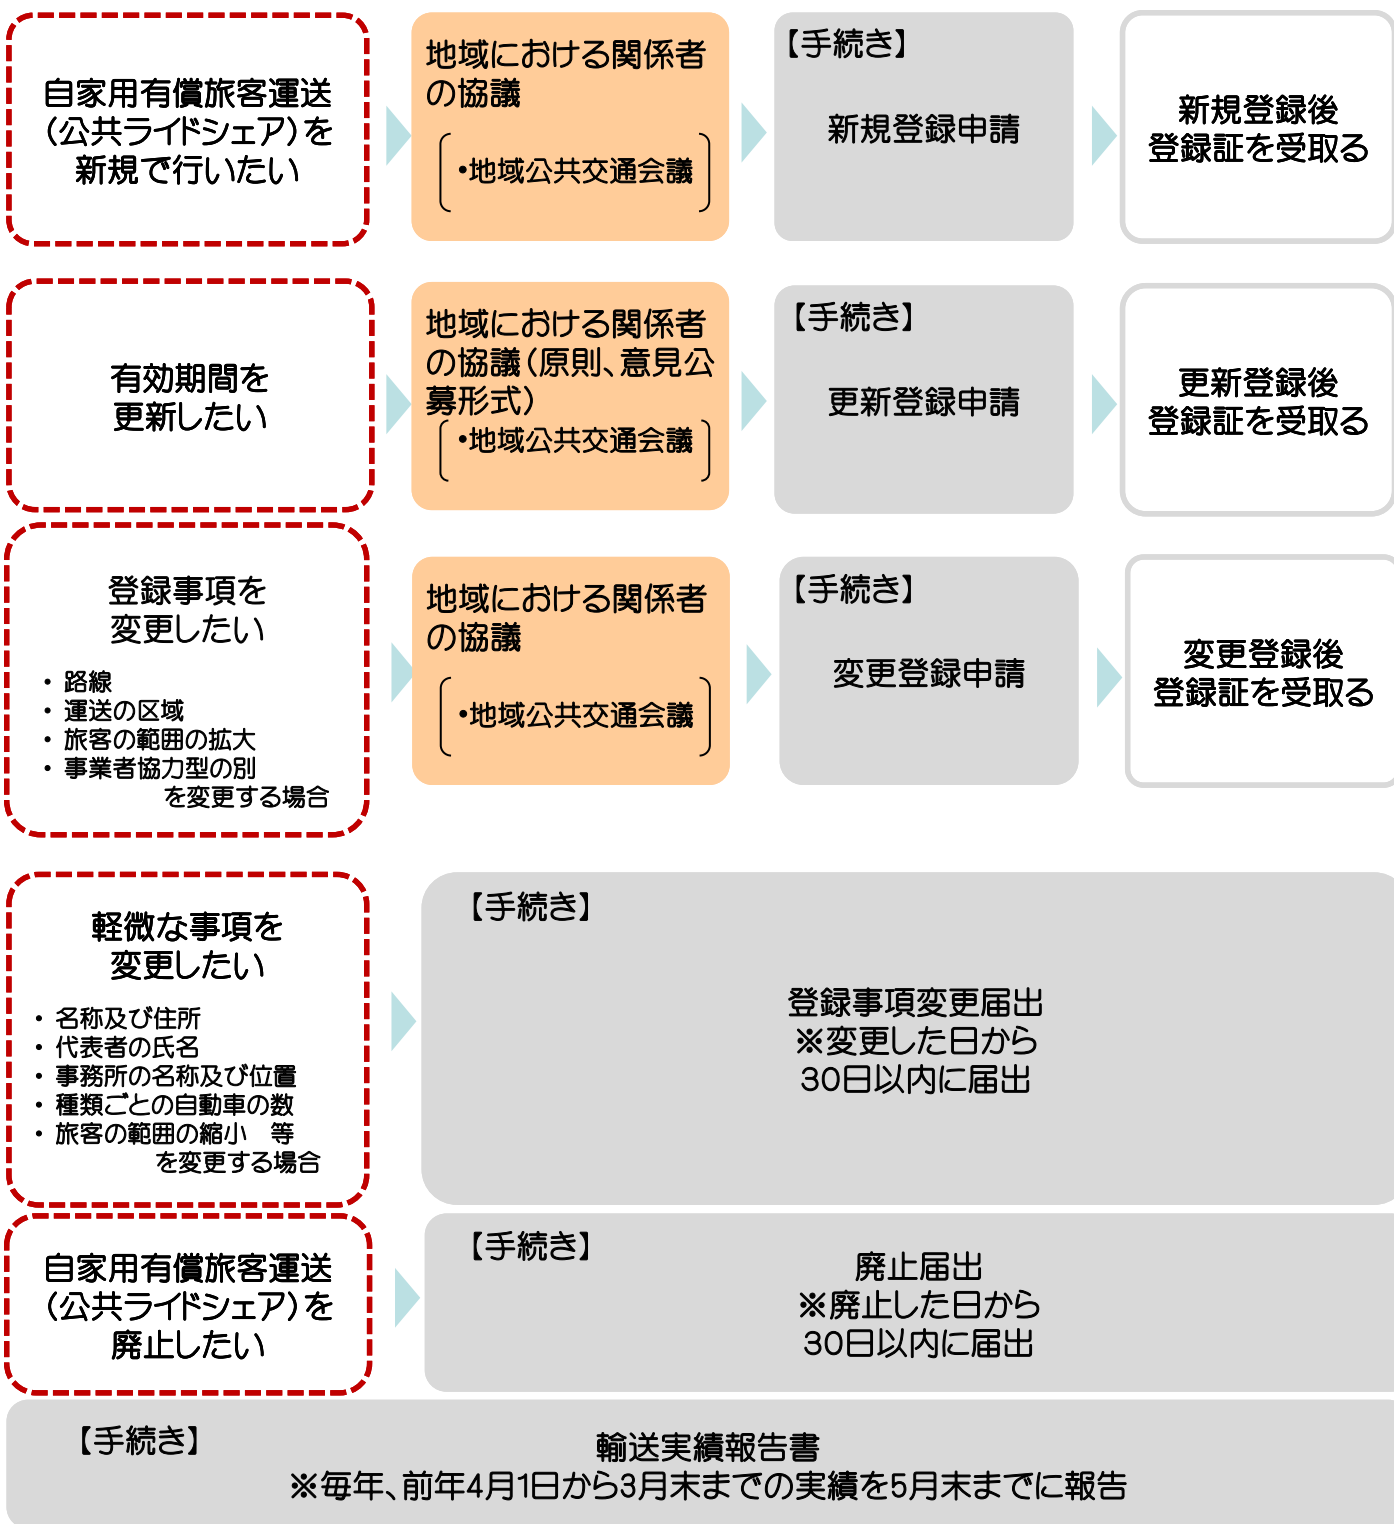 自家用有償旅客運送
(公共ライドシェア)を
新規で行いたい
地域における関係者
の協議
・地域公共交通会議
【手続き】
新規登録申請
新規登録後
登録証を受取る
有効期間を
更新したい
地域における関係者
の協議(原則、意見公
募形式)
・地域公共交通会議
【手続き】
更新登録申請
更新登録後
登録証を受取る
登録事項を
変更したい
・ 路線
・ 運送の区域
・ 旅客の範囲の拡大
・ 事業者協力型の別
を変更する場合
地域における関係者
の協議
・地域公共交通会議
【手続き】
変更登録申請
変更登録後
登録証を受取る
軽微な事項を
変更したい
・ 名称及び住所
・ 代表者の氏名
・ 事務所の名称及び位置
・ 種類ごとの自動車の数
・ 旅客の範囲の縮小　等
を変更する場合
【手続き】
登録事項変更届出
※変更した日から
30日以内に届出
自家用有償旅客運送
(公共ライドシェア)を
廃止したい
【手続き】
廃止届出
※廃止した日から
30日以内に届出
【手続き】
輸送実績報告書
※毎年、前年4月1日から3月末までの実績を5月末までに報告